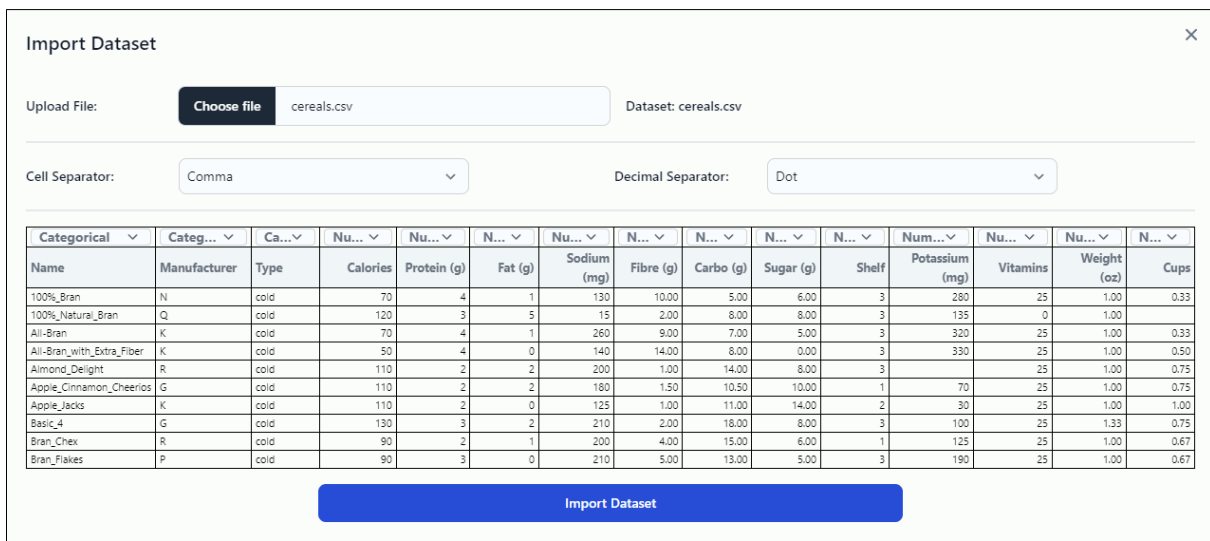 Import Dataset
Upload File: Choose file cereals.csv Dataset: cereals.csv
Cell Separator: Comma Decimal Separator: Dot
Categorical Categ... Ca... Nu... Nu... N... Nu... N... N... N... N... Num... Nu... Nu... N...
Name Manufacturer Type Calories Protein (g) Fat (g) Sodium (mg) Fibre (g) Carbo (g) Sugar (g) Shelf Potassium (mg) Vitamins Weight (oz) Cups
100%_Bran N cold 70 4 1 130 10.00 5.00 6.00 3 280 25 1.00 0.33
100%_Natural_Bran Q cold 120 3 5 15 2.00 8.00 8.00 3 135 0 1.00
All-Bran K cold 70 4 1 260 9.00 7.00 5.00 3 320 25 1.00 0.33
All-Bran_with_Extra_Fiber K cold 50 4 0 140 14.00 8.00 0.00 3 330 25 1.00 0.50
Almond_Delight R cold 110 2 2 200 1.00 14.00 8.00 3 25 1.00 0.75
Apple_Cinnamon_Cheerios G cold 110 2 2 180 1.50 10.50 10.00 1 70 25 1.00 0.75
Apple_Jacks K cold 110 2 0 125 1.00 11.00 14.00 2 30 25 1.00 1.00
Basic_4 G cold 130 3 2 210 2.00 18.00 8.00 3 100 25 1.33 0.75
Bran_Chex R cold 90 2 1 200 4.00 15.00 6.00 1 125 25 1.00 0.67
Bran_Flakes P cold 90 3 0 210 5.00 13.00 5.00 3 190 25 1.00 0.67
Import Dataset